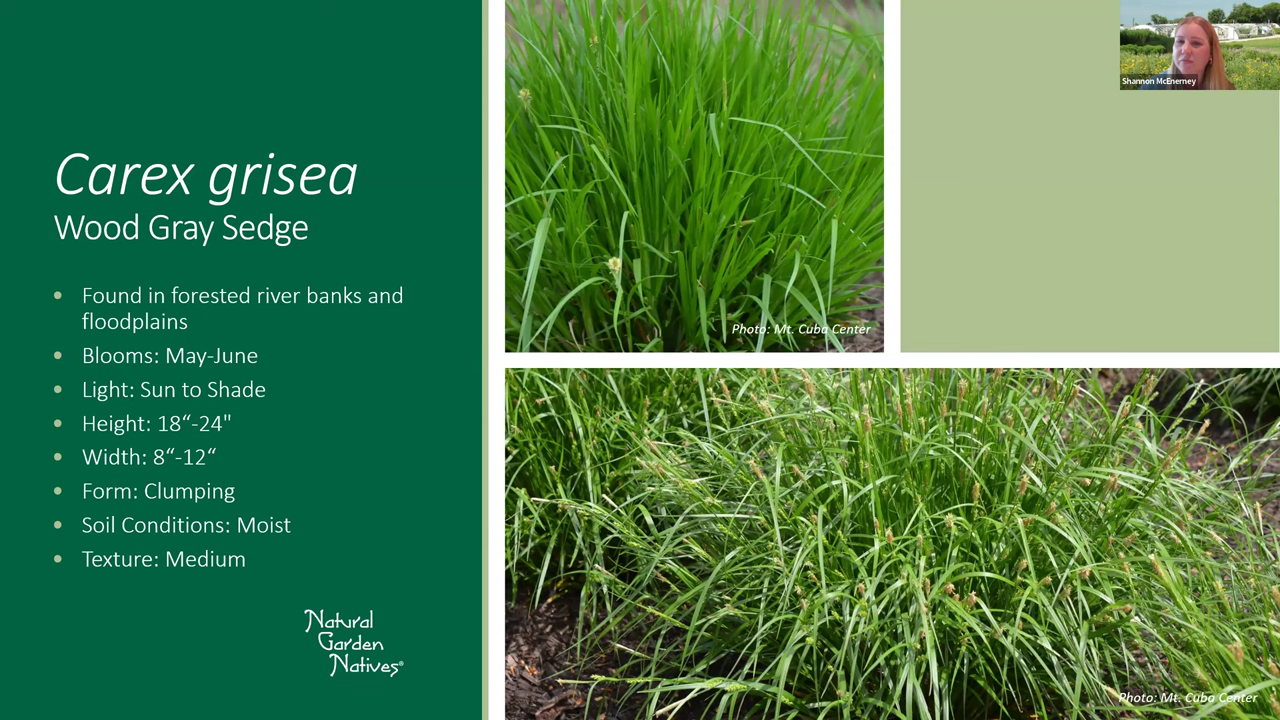 Carex grisea
Wood Gray Sedge
• Found in forested river banks and
floodplains
• Blooms: May-June
• Light: Sun to Shade
• Height: 18“-24"
• Width: 8“-12“
• Form: Clumping
• Soil Conditions: Moist
• Texture: Medium
Natural
Garden
Natives®
Photo: Mt. Cuba Center
Shannon McEnerney
Photo: Mt. Cuba Center